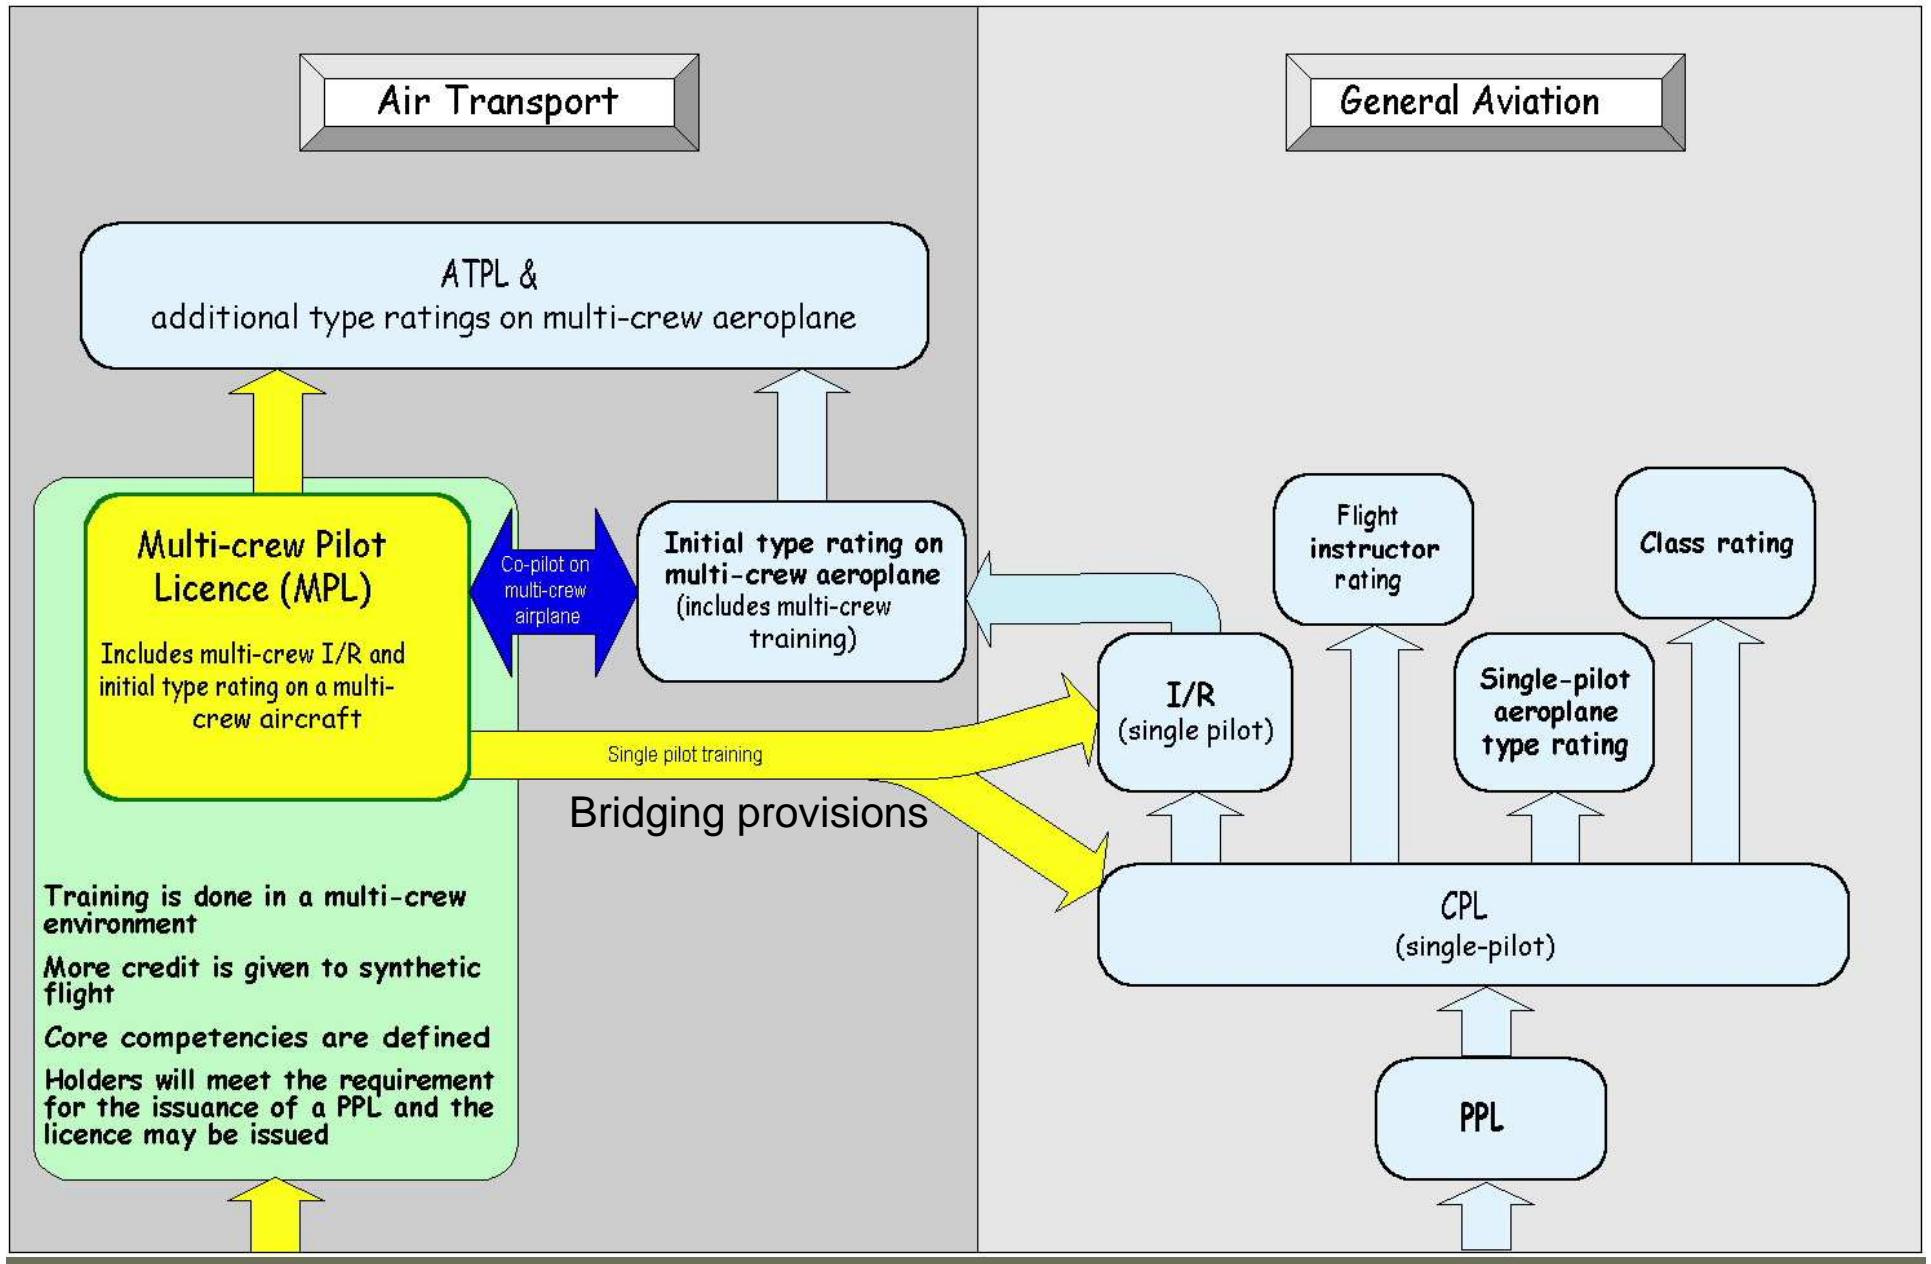 Air Transport
General Aviation
ATPL &
additional type ratings on multi-crew aeroplane
Multi-crew Pilot
Licence (MPL)
Includes multi-crew I/R and
initial type rating on a multi-
crew aircraft
Co-pilot on
multi-crew
airplane
Initial type rating on
multi-crew aeroplane
(includes multi-crew
training)
Flight
instructor
rating
Class rating
I/R
(single pilot)
Single-pilot
aeroplane
type rating
Single pilot training
Bridging provisions
Training is done in a multi-crew
environment
More credit is given to synthetic
flight
Core competencies are defined
Holders will meet the requirement
for the issuance of a PPL and the
licence may be issued
CPL
(single-pilot)
PPL